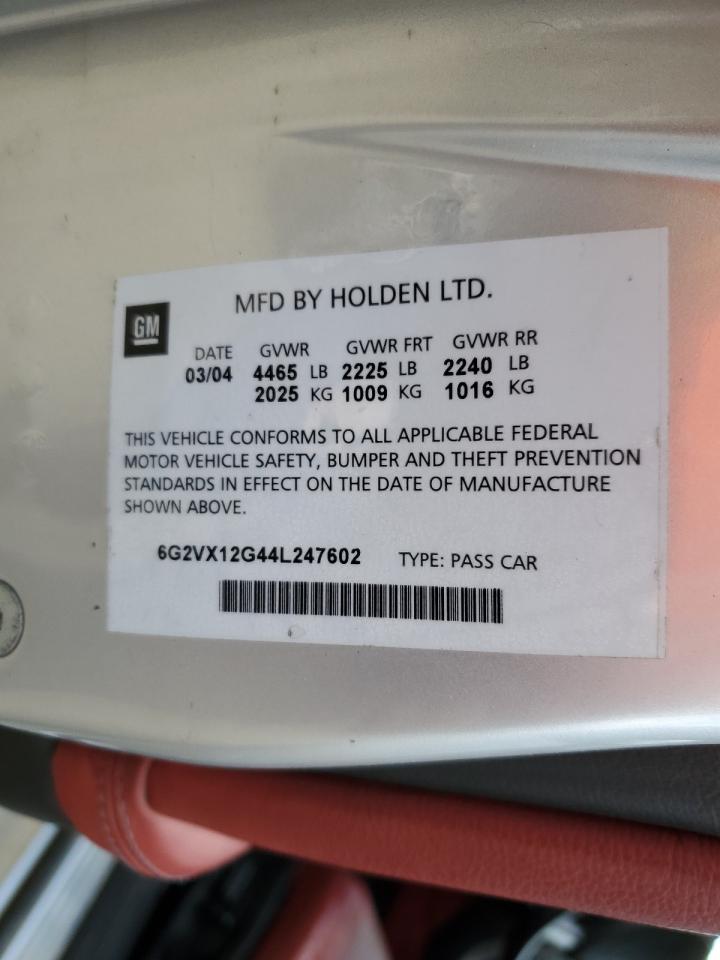 GM
MFD BY HOLDEN LTD.
DATE GVWR GVWR FRT GVWR RR
03/04 4465 LB 2225 LB 2240 LB
2025 KG 1009 KG 1016 KG
THIS VEHICLE CONFORMS TO ALL APPLICABLE FEDERAL
MOTOR VEHICLE SAFETY, BUMPER AND THEFT PREVENTION
STANDARDS IN EFFECT ON THE DATE OF MANUFACTURE
SHOWN ABOVE.
6G2VX12G44L247602 TYPE: PASS CAR